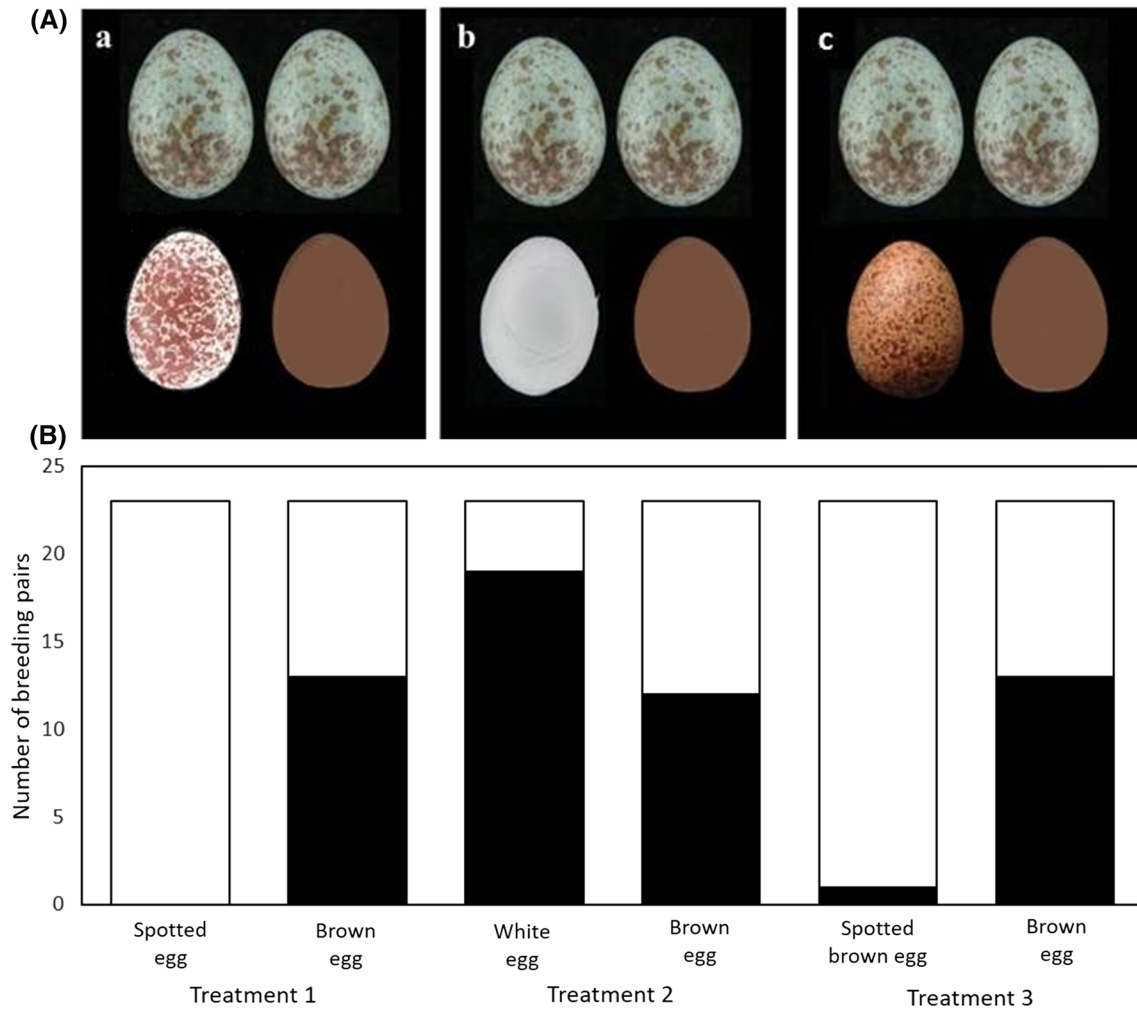 (A)
a
b
c
(B)
Number of breeding pairs
25
20
15
10
5
0
Spotted
egg
Brown
egg
White
egg
Brown
egg
Spotted
brown egg
Brown
egg
Treatment 1
Treatment 2
Treatment 3